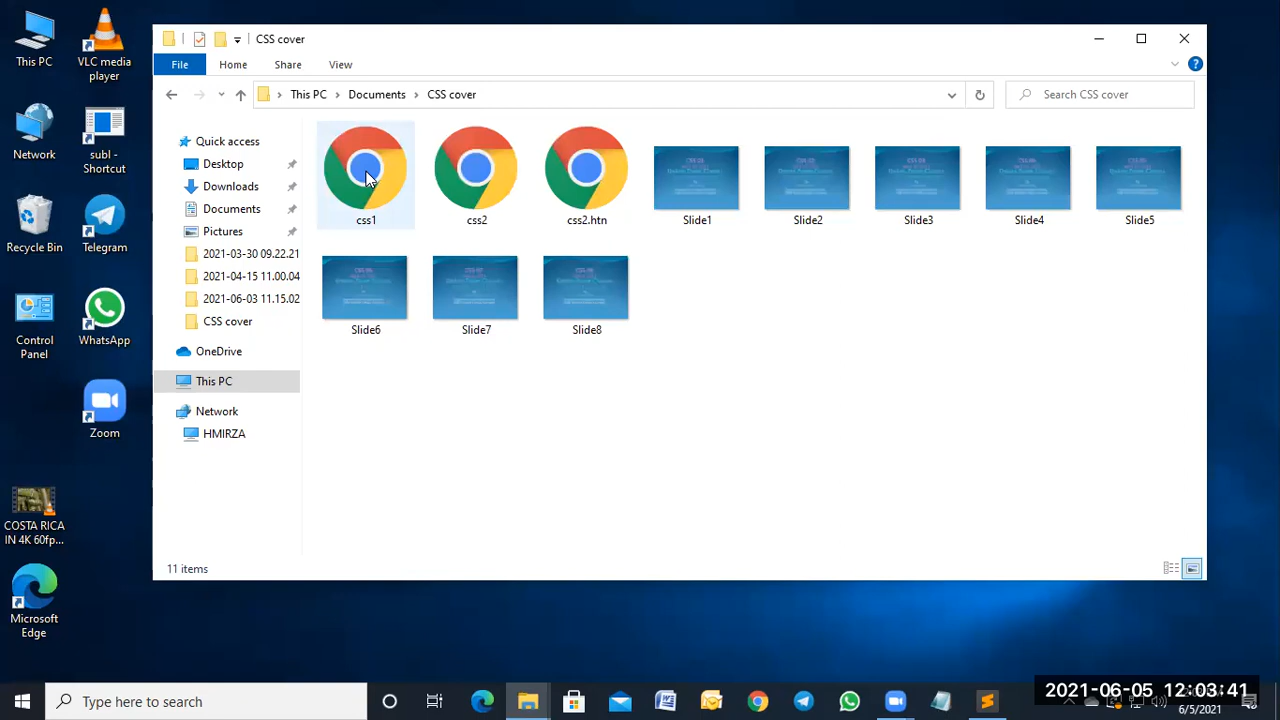 CSS cover
File
Home
Share
View
This PC
Documents
CSS cover
Search CSS cover
Quick access
Desktop
Downloads
Documents
Pictures
2021-03-30 09.22.21
2021-04-15 11.00.04
2021-06-03 11.15.02
CSS cover
OneDrive
This PC
Network
HMIRZA
css1
css2
css2.htn
Slide1
Slide2
Slide3
Slide4
Slide5
Slide6
Slide7
Slide8
11 items
This PC
VLC media
player
Network
subl -
Shortcut
Recycle Bin
Telegram
Control
Panel
WhatsApp
Zoom
COSTA RICA
IN 4K 60fp...
Microsoft
Edge
Type here to search
2021-06-05 12:03:41
6/5/2021